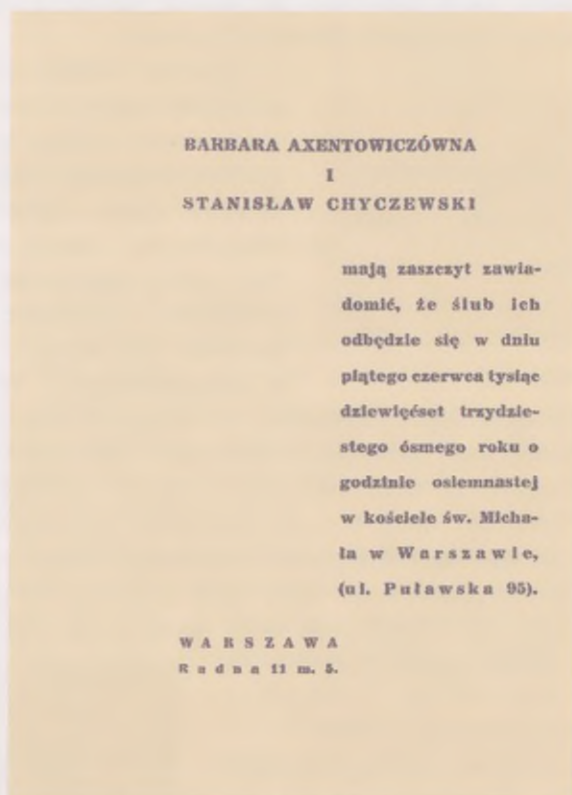 BARBARA AXENTOWICZÓWNA
I
STANISŁAW CHYCZEWSKI
mają zaszczyt zawia-
domić, że ślub ich
odbędzie się w dniu
piątego czerwca tysiąc
dziewięćset trzydzie-
stego ósmego roku o
godzinie osiemnastej
w kościele św. Micha-
ła w Warszawie,
(ul. Puławska 95).
WARSZAWA
Radna 11 m. 5.